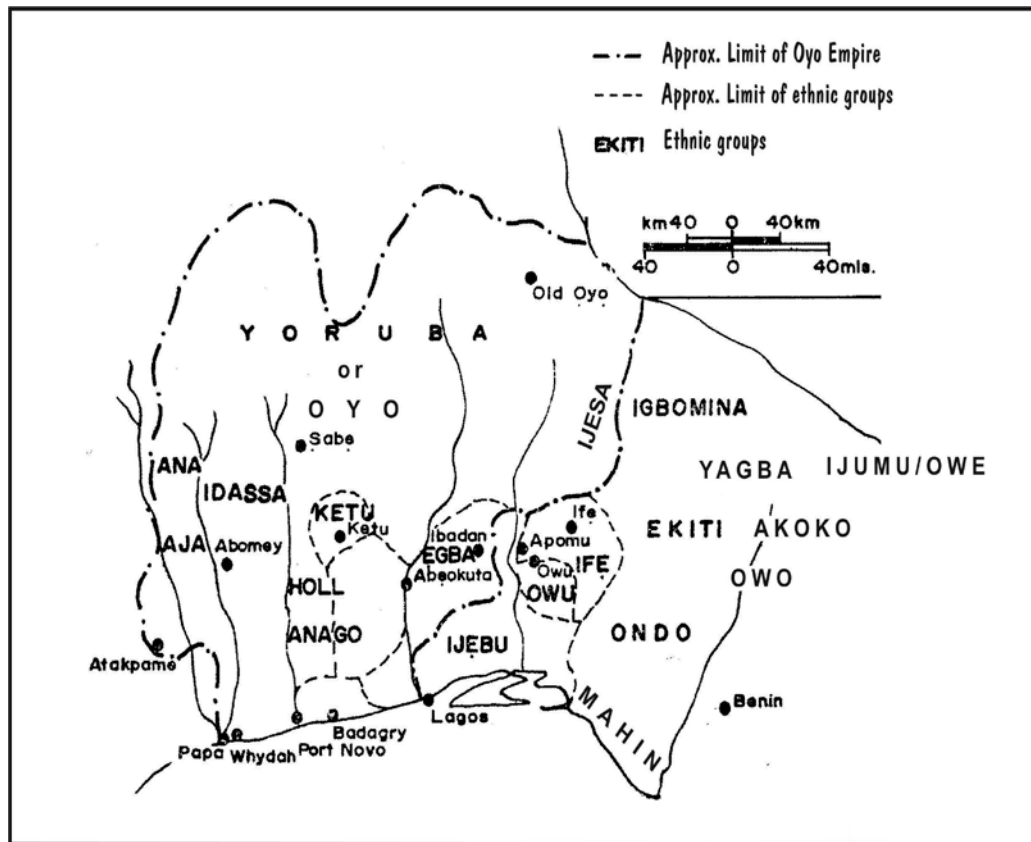 Approx. Limit of Oyo Empire
Approx. Limit of ethnic groups
EKITI Ethnic groups
km40 0 40km
40 0 40mls.
Old Oyo
YORUBA
or
OYO
IJESA
IGBOMINA
Sabe
YAGBA
IJUMU/OWE
ANA
IDASSA
KETU
Ketu
Ife
EKITI
AKOKO
AJA
Abomey
Ibadan
EGBA
Apomu
Abeokuta
Owu
IFE
OWU
OWO
HOLL
ANAGO
IJEBU
ONDO
Atakpame
Lagos
MAHIN
Benin
Badagry
Papa
Whydah
Port Novo